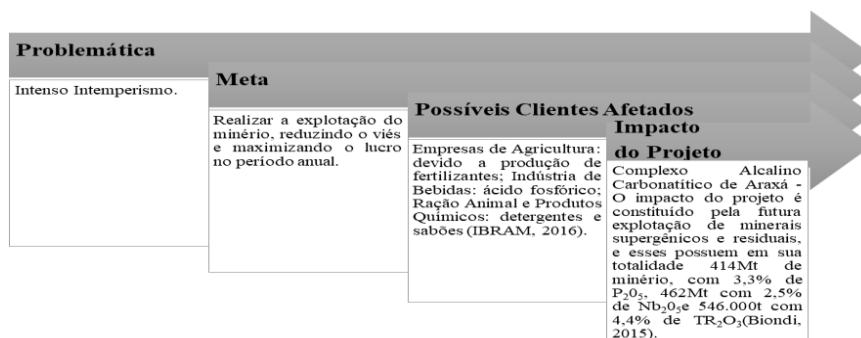 Problemática
Intenso Intemperismo.
Meta
Realizar a explotação do
minério, reduzindo o viés
e maximizando o lucro
no período anual.
Possíveis Clientes Afetados
Empresas de Agricultura:
devido a produção de
fertilizantes; Indústria de
Bebidas: ácido fosfórico;
Ração Animal e Produtos
Químicos: detergentes e
sabões (IBRAM, 2016).
Impacto
do Projeto
Complexo Alcalino
Carbonatítico de Araxá -
O impacto do projeto é
constituído pela futura
explotação de minerais
supergênicos e residuais,
e esses possuem em sua
totalidade 414Mt de
minério, com 3,3% de
P₂0₅, 462Mt com 2,5%
de Nb₂0₅e 546.000t com
4,4% de TR₂O₃(Biondi,
2015).